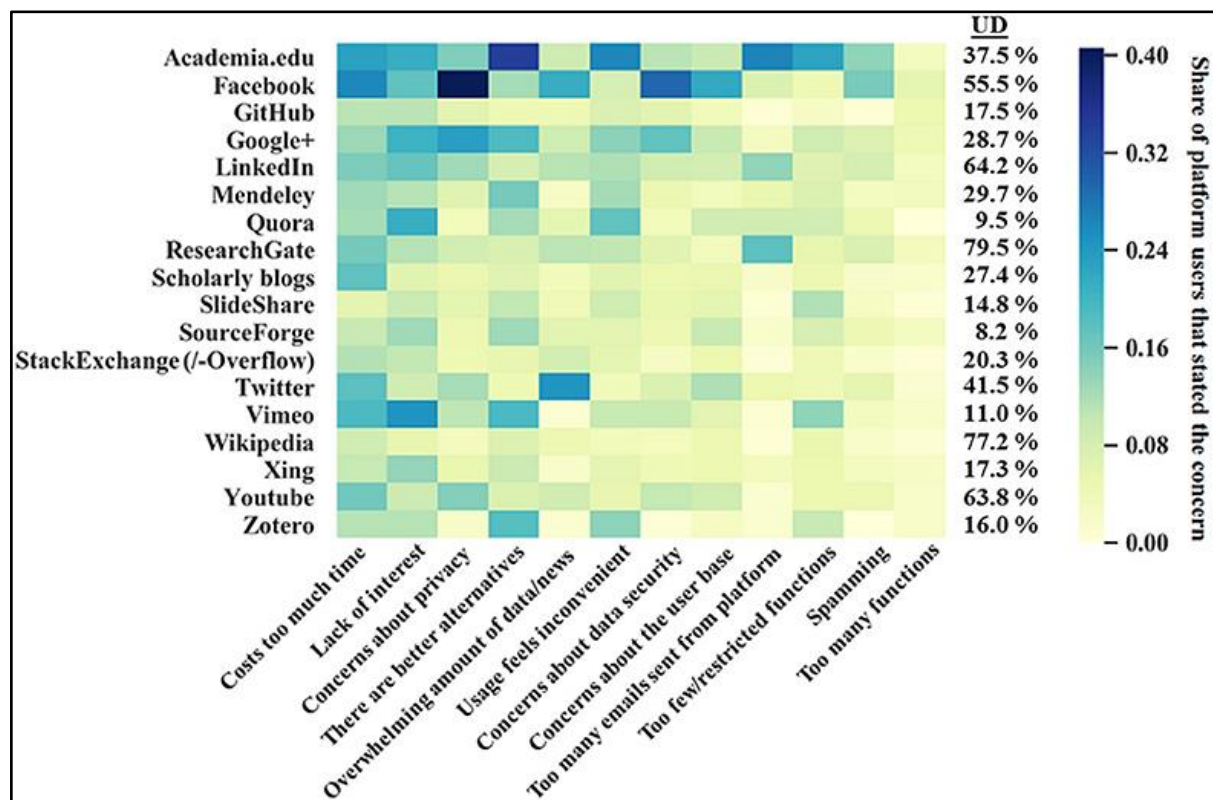 UD
Academia.edu 37.5 %
Facebook 55.5 %
GitHub 17.5 %
Google+ 28.7 %
LinkedIn 64.2 %
Mendeley 29.7 %
Quora 9.5 %
ResearchGate 79.5 %
Scholarly blogs 27.4 %
SlideShare 14.8 %
SourceForge 8.2 %
StackExchange (/-Overflow) 20.3 %
Twitter 41.5 %
Vimeo 11.0 %
Wikipedia 77.2 %
Xing 17.3 %
Youtube 63.8 %
Zotero 16.0 %
Costs too much time
Lack of interest
Concerns about privacy
There are better alternatives
Overwhelming amount of data/news
Usage feels inconvenient
Concerns about data security
Concerns about the user base
Too many emails sent from platform
Too few/restricted functions
Spamming
Too many functions
0.40
0.32
0.24
0.16
0.08
0.00
Share of platform users that stated the concern